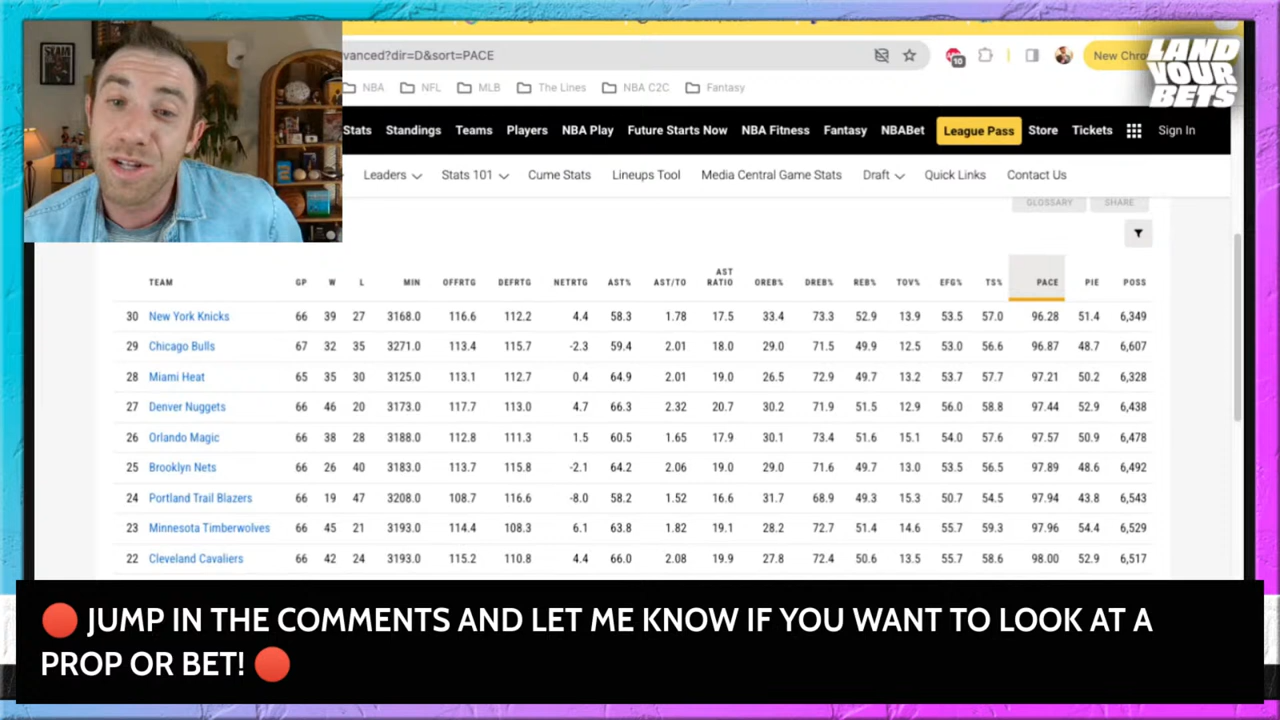 SLAM
vanced?dir=D&sort=PACE
10
New Chro
LAND
YOUR
BETS
NBA NFL MLB The Lines NBA C2C Fantasy
Stats Standings Teams Players NBA Play Future Starts Now NBA Fitness Fantasy NBABet League Pass Store Tickets Sign In
Leaders Stats 101 Cume Stats Lineups Tool Media Central Game Stats Draft Quick Links Contact Us
GLOSSARY SHARE
TEAM GP W L MIN OFFRTG DEFRTG NETRTG AST% AST/TO AST RATIO OREB% DREB% REB% TOV% EFG% TS% PACE PIE POSS
30 New York Knicks 66 39 27 3168.0 116.6 112.2 4.4 58.3 1.78 17.5 33.4 73.3 52.9 13.9 53.5 57.0 96.28 51.4 6,349
29 Chicago Bulls 67 32 35 3271.0 113.4 115.7 -2.3 59.4 2.01 18.0 29.0 71.5 49.9 12.5 53.0 56.6 96.87 48.7 6,607
28 Miami Heat 65 35 30 3125.0 113.1 112.7 0.4 64.9 2.01 19.0 26.5 72.9 49.7 13.2 53.7 57.7 97.21 50.2 6,328
27 Denver Nuggets 66 46 20 3173.0 117.7 113.0 4.7 66.3 2.32 20.7 30.2 71.9 51.5 12.9 56.0 58.8 97.44 52.9 6,438
26 Orlando Magic 66 38 28 3188.0 112.8 111.3 1.5 60.5 1.65 17.9 30.1 73.4 51.6 15.1 54.0 57.6 97.57 50.9 6,478
25 Brooklyn Nets 66 26 40 3183.0 113.7 115.8 -2.1 64.2 2.06 19.0 29.0 71.6 49.7 13.0 53.5 56.5 97.89 48.6 6,492
24 Portland Trail Blazers 66 19 47 3208.0 108.7 116.6 -8.0 58.2 1.52 16.6 31.7 68.9 49.3 15.3 50.7 54.5 97.94 43.8 6,543
23 Minnesota Timberwolves 66 45 21 3193.0 114.4 108.3 6.1 63.8 1.82 19.1 28.2 72.7 51.4 14.6 55.7 59.3 97.96 54.4 6,529
22 Cleveland Cavaliers 66 42 24 3193.0 115.2 110.8 4.4 66.0 2.08 19.9 27.8 72.4 50.6 13.5 55.7 58.6 98.00 52.9 6,517
JUMP IN THE COMMENTS AND LET ME KNOW IF YOU WANT TO LOOK AT A
PROP OR BET!